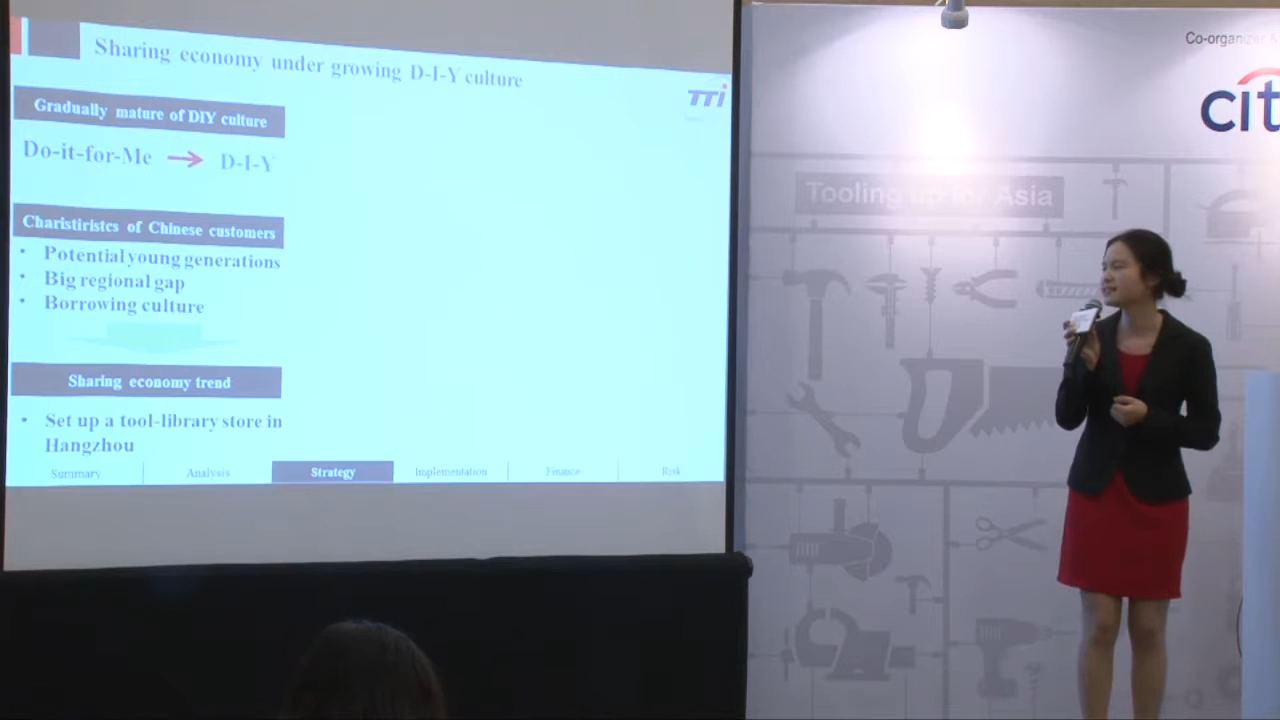 Sharing economy under growing D-I-Y culture
TTi
Gradually mature of DIY culture
Do-it-for-Me → D-I-Y
Charistiristcs of Chinese customers
• Potential young generations
• Big regional gap
• Borrowing culture
Sharing economy trend
• Set up a tool-library store in
Hangzhou
Summary Analysis Strategy Implementation Finance Risk
Co-organizer &
cit
Tooling up for Asia